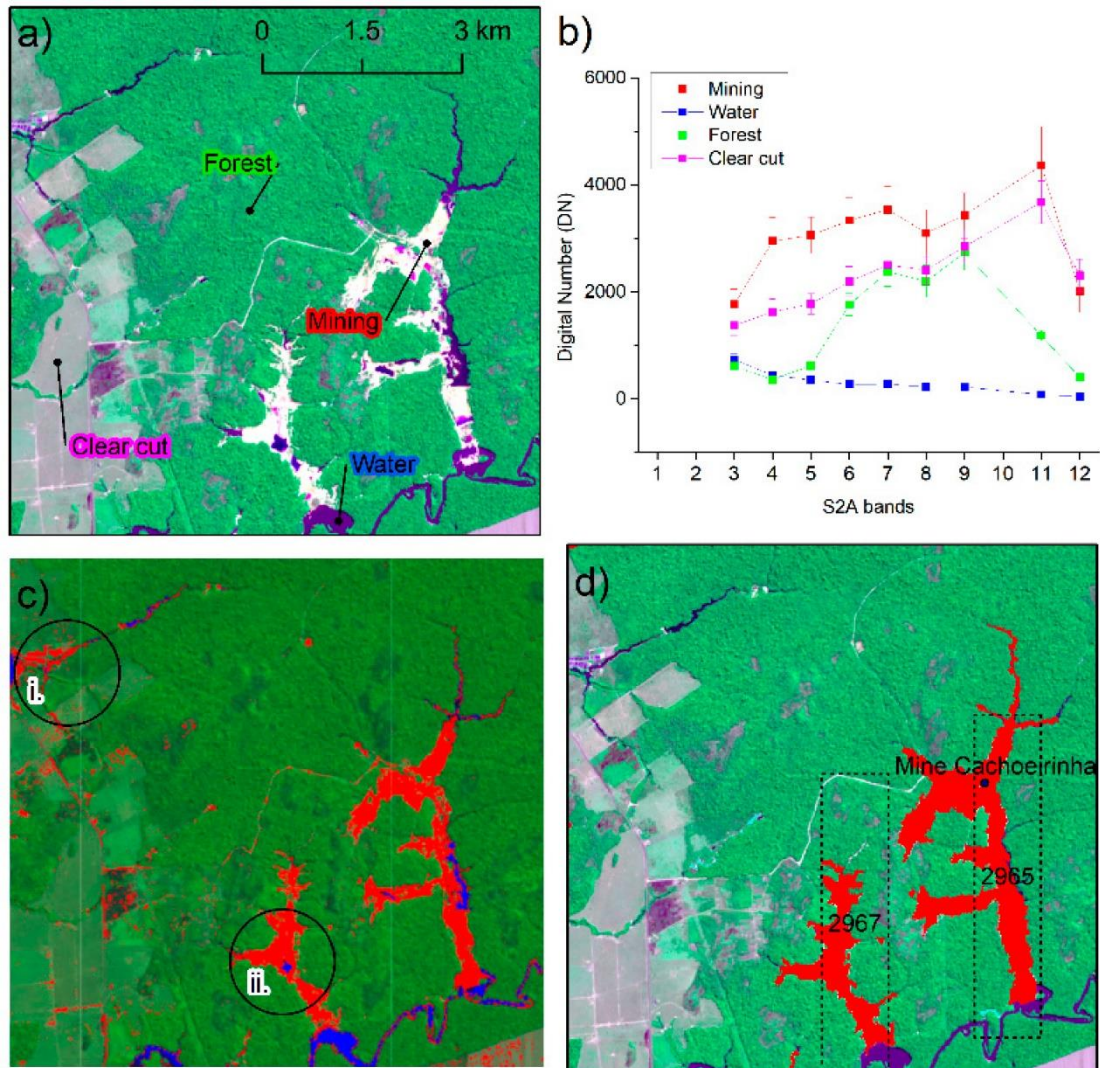 a)
0 1.5 3 km
Forest
Mining
Clear cut
Water
b)
6000
4000
2000
0
Digital Number (DN)
Mining
Water
Forest
Clear cut
1 2 3 4 5 6 7 8 9 11 12
S2A bands
c)
i.
ii.
d)
Mine Cachoeirinha
2965
2967